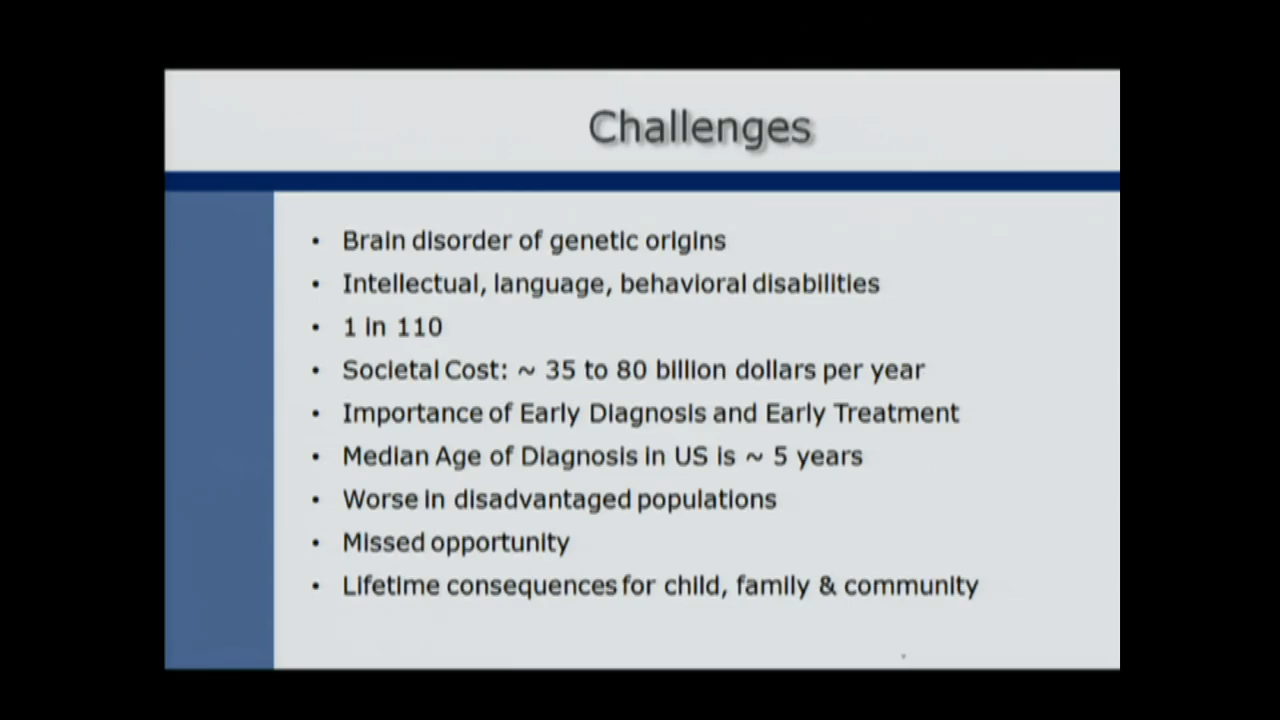 Challenges
• Brain disorder of genetic origins
• Intellectual, language, behavioral disabilities
• 1 in 110
• Societal Cost: ~ 35 to 80 billion dollars per year
• Importance of Early Diagnosis and Early Treatment
• Median Age of Diagnosis in US is ~ 5 years
• Worse in disadvantaged populations
• Missed opportunity
• Lifetime consequences for child, family & community